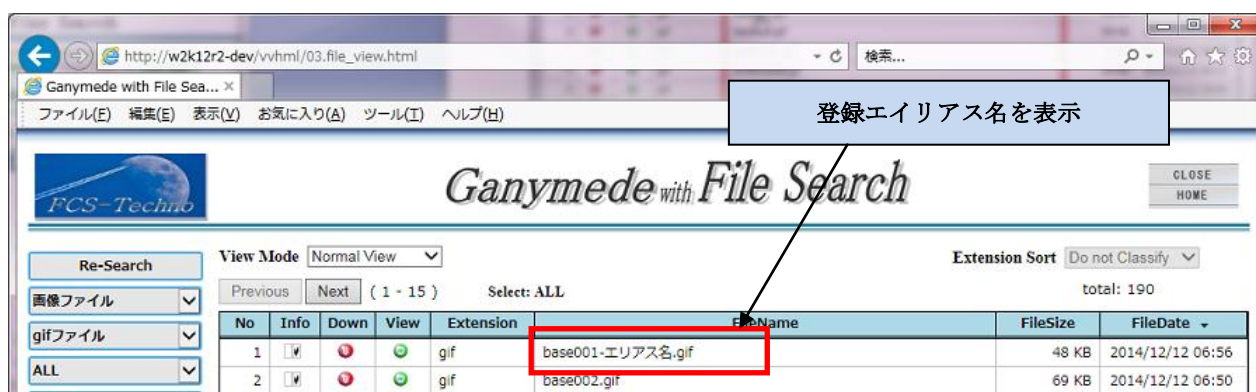 http://w2k12r2-dev/vvhml/03.file_view.html
検索...
Ganymede with File Sea...
ファイル(F) 編集(E) 表示(V) お気に入り(A) ツール(T) ヘルプ(H)
登録エイリアス名を表示
FCS-Techno
Ganymede with File Search
CLOSE
HOME
Re-Search
View Mode Normal View
Extension Sort Do not Classify
画像ファイル
Previous Next ( 1 - 15 ) Select: ALL
total: 190
gifファイル
No Info Down View Extension FileName FileSize FileDate
1 gif base001-エリアス名.gif 48 KB 2014/12/12 06:56
ALL
2 gif base002.gif 69 KB 2014/12/12 06:50